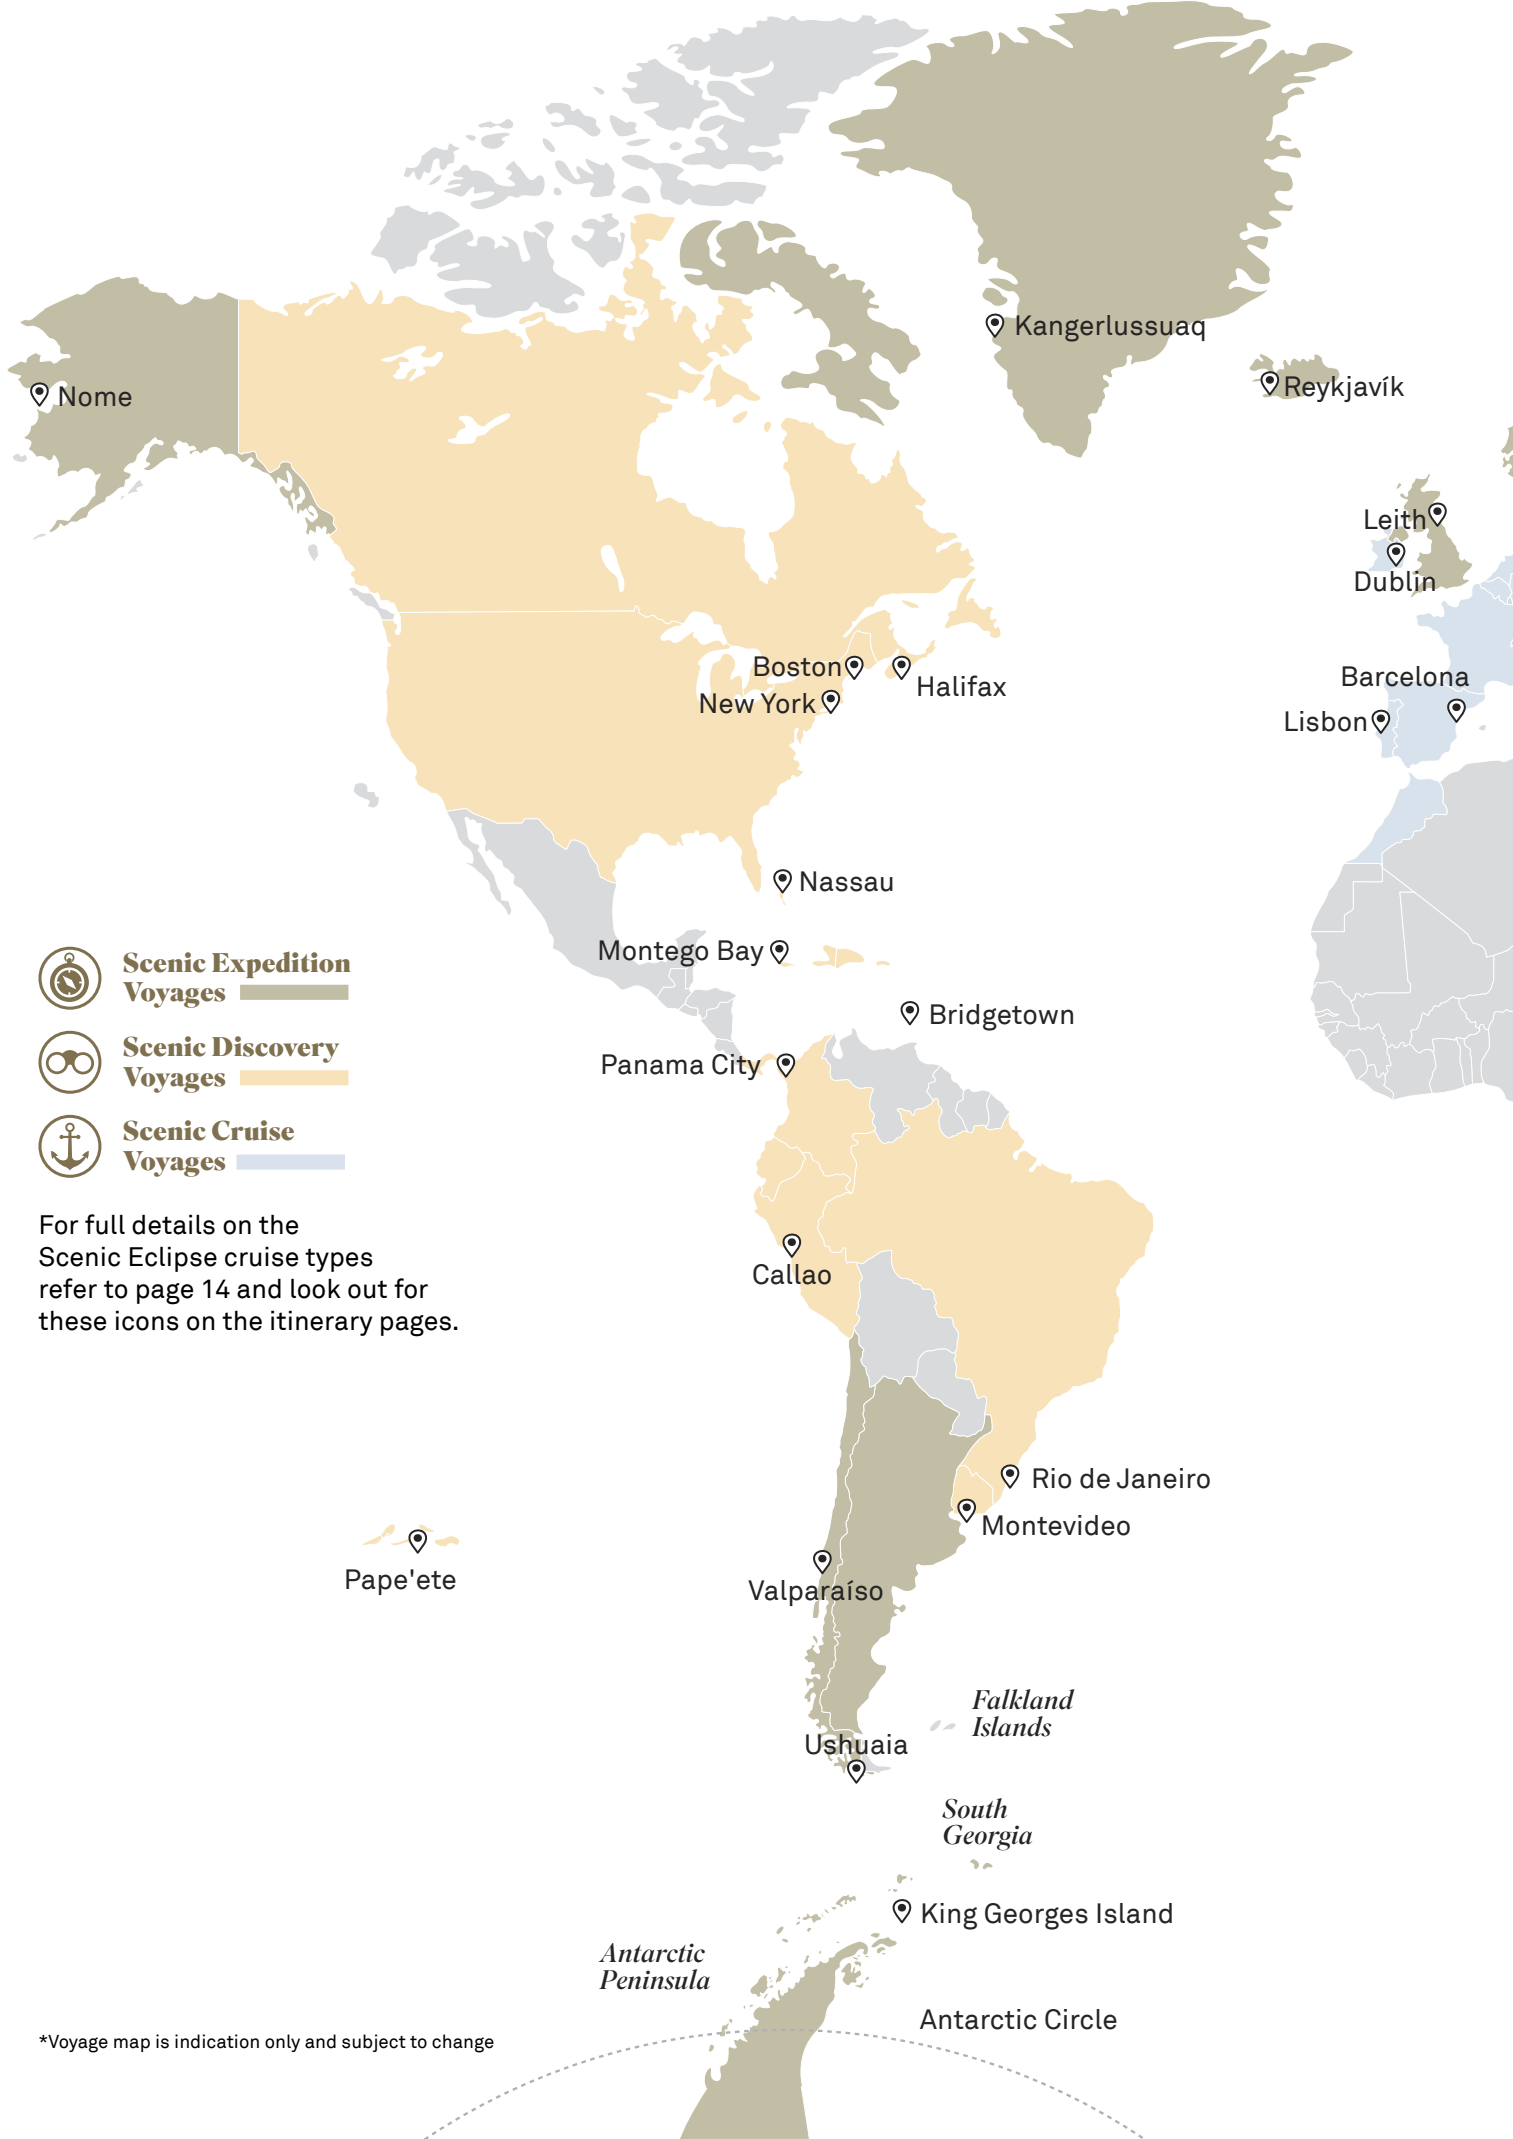 Kangerlussuaq
Reykjavík
Nome
Leith
Dublin
Boston
Halifax
New York
Barcelona
Lisbon
Nassau
Montego Bay
Bridgetown
Panama City
Scenic Expedition
Voyages
Scenic Discovery
Voyages
Scenic Cruise
Voyages
For full details on the
Scenic Eclipse cruise types
refer to page 14 and look out for
these icons on the itinerary pages.
Callao
Rio de Janeiro
Montevideo
Pape'ete
Valparaíso
Falkland
Islands
Ushuaia
South
Georgia
King Georges Island
Antarctic
Peninsula
Antarctic Circle
*Voyage map is indication only and subject to change